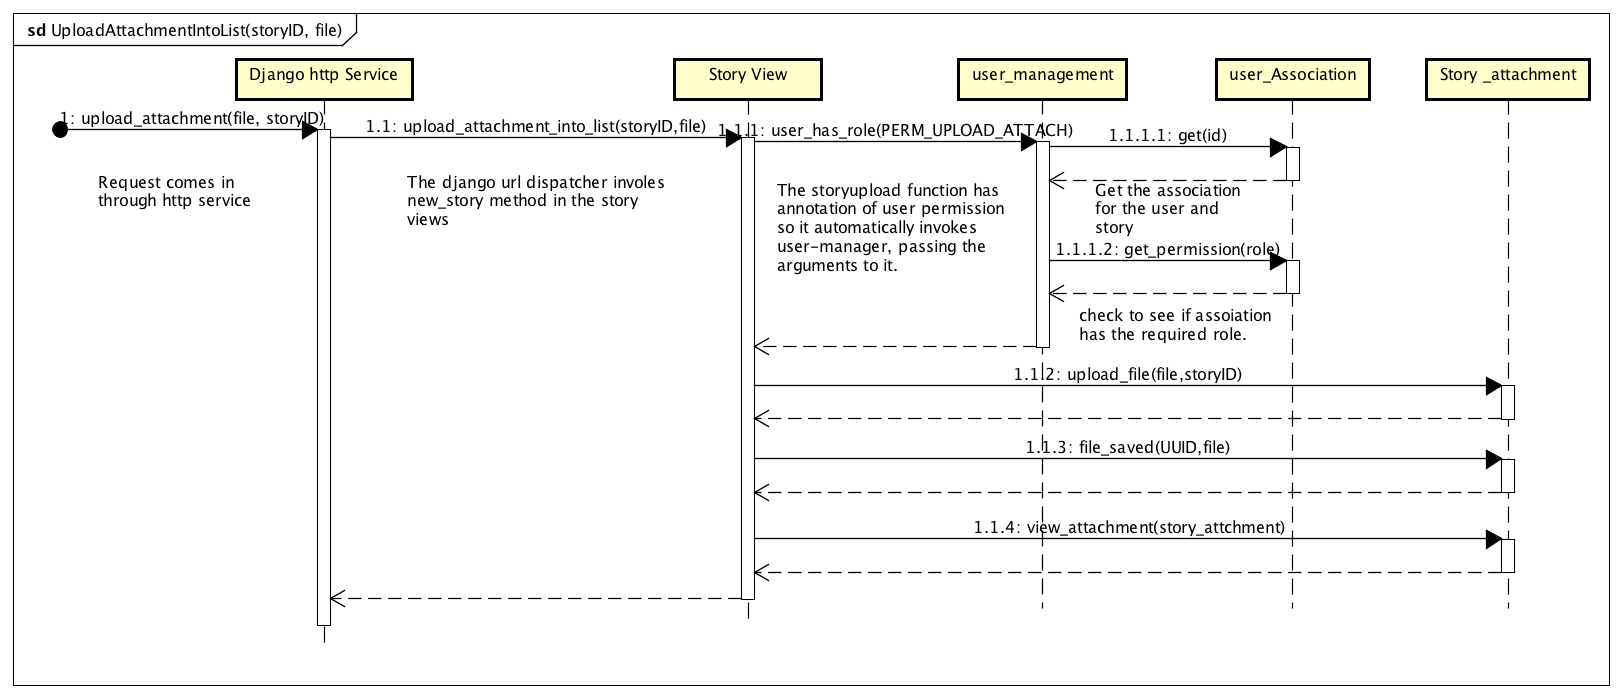 sd UploadAttachmentIntoList(storyID, file)
Django http Service
Story View
user_management
user_Association
Story _attachment
1: upload_attachment(file, storyID)
1.1: upload_attachment_into_list(storyID,file)
1.1.1: user_has_role(PERM_UPLOAD_ATTACH)
1.1.1.1: get(id)
Request comes in
through http service
The django url dispatcher involes
new_story method in the story
views
The storyupload function has
annotation of user permission
so it automatically invokes
user-manager, passing the
arguments to it.
Get the association
for the user and
story
1.1.1.2: get_permission(role)
check to see if assoiation
has the required role.
1.1.2: upload_file(file,storyID)
1.1.3: file_saved(UUID,file)
1.1.4: view_attachment(story_attchment)